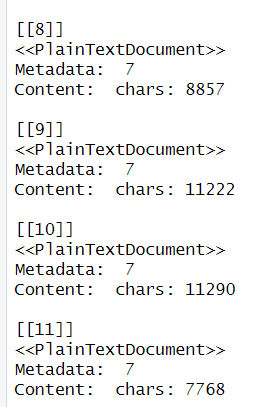 [[8]]
<<PlainTextDocument>>
Metadata:  7
Content:  chars: 8857
[[9]]
<<PlainTextDocument>>
Metadata:  7
Content:  chars: 11222
[[10]]
<<PlainTextDocument>>
Metadata:  7
Content:  chars: 11290
[[11]]
<<PlainTextDocument>>
Metadata:  7
Content:  chars: 7768